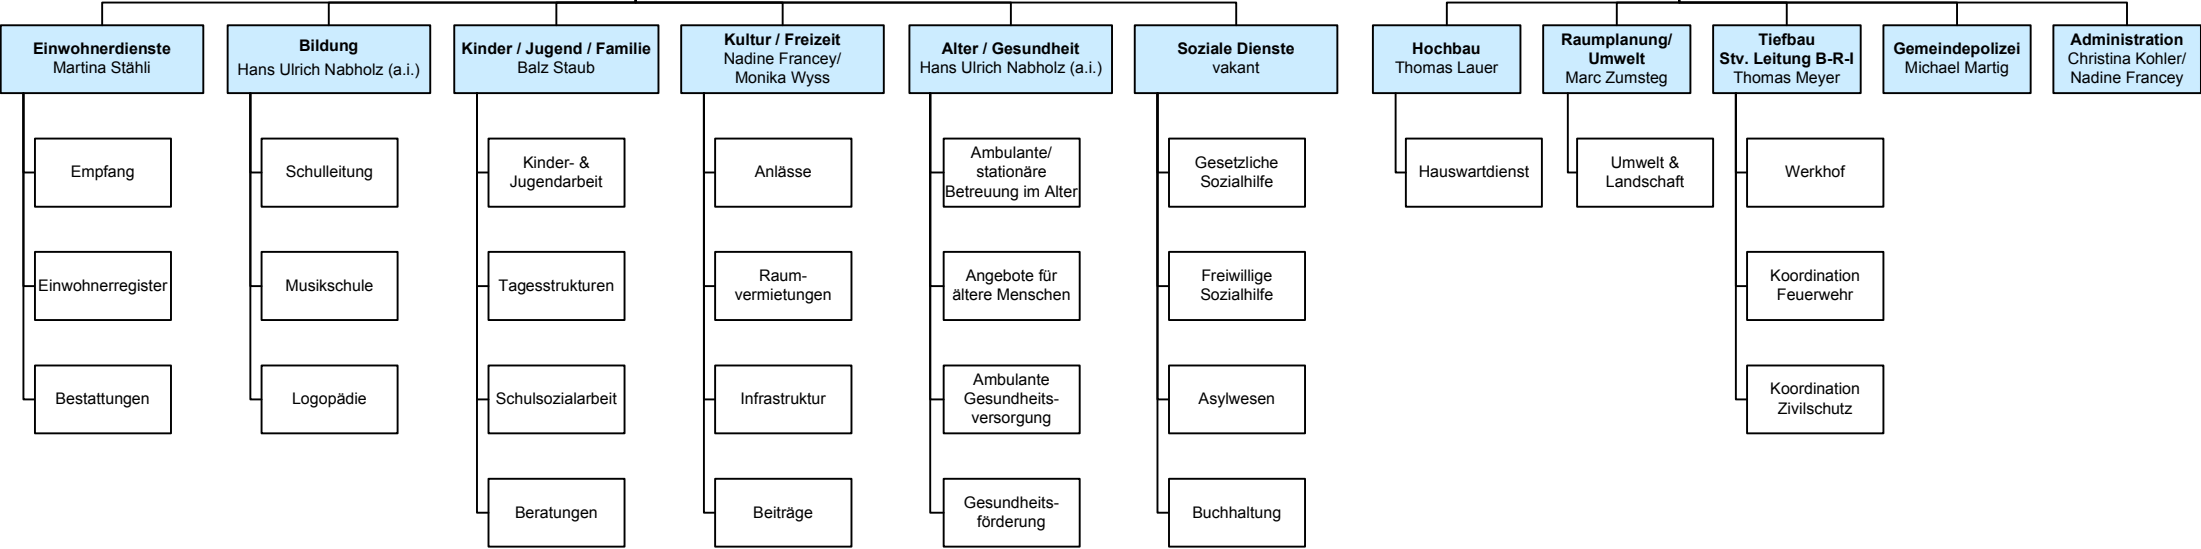 Einwohnerdienste
Martina Stähli
Bildung
Hans Ulrich Nabholz (a.i.)
Kinder / Jugend / Familie
Balz Staub
Kultur / Freizeit
Nadine Francey/
Monika Wyss
Alter / Gesundheit
Hans Ulrich Nabholz (a.i.)
Soziale Dienste
vakant
Hochbau
Thomas Lauer
Raumplanung/
Umwelt
Marc Zumsteg
Tiefbau
Stv. Leitung B-R-I
Thomas Meyer
Gemeindepolizei
Michael Martig
Administration
Christina Kohler/
Nadine Francey
Empfang
Schulleitung
Kinder- &
Jugendarbeit
Anlässe
Ambulante/
stationäre
Betreuung im Alter
Gesetzliche
Sozialhilfe
Hauswartdienst
Umwelt &
Landschaft
Werkhof
Einwohnerregister
Musikschule
Tagesstrukturen
Raum-
vermietungen
Angebote für
ältere Menschen
Freiwillige
Sozialhilfe
Koordination
Feuerwehr
Bestattungen
Logopädie
Schulsozialarbeit
Infrastruktur
Ambulante
Gesundheits-
versorgung
Asylwesen
Koordination
Zivilschutz
Beratungen
Beiträge
Gesundheits-
förderung
Buchhaltung